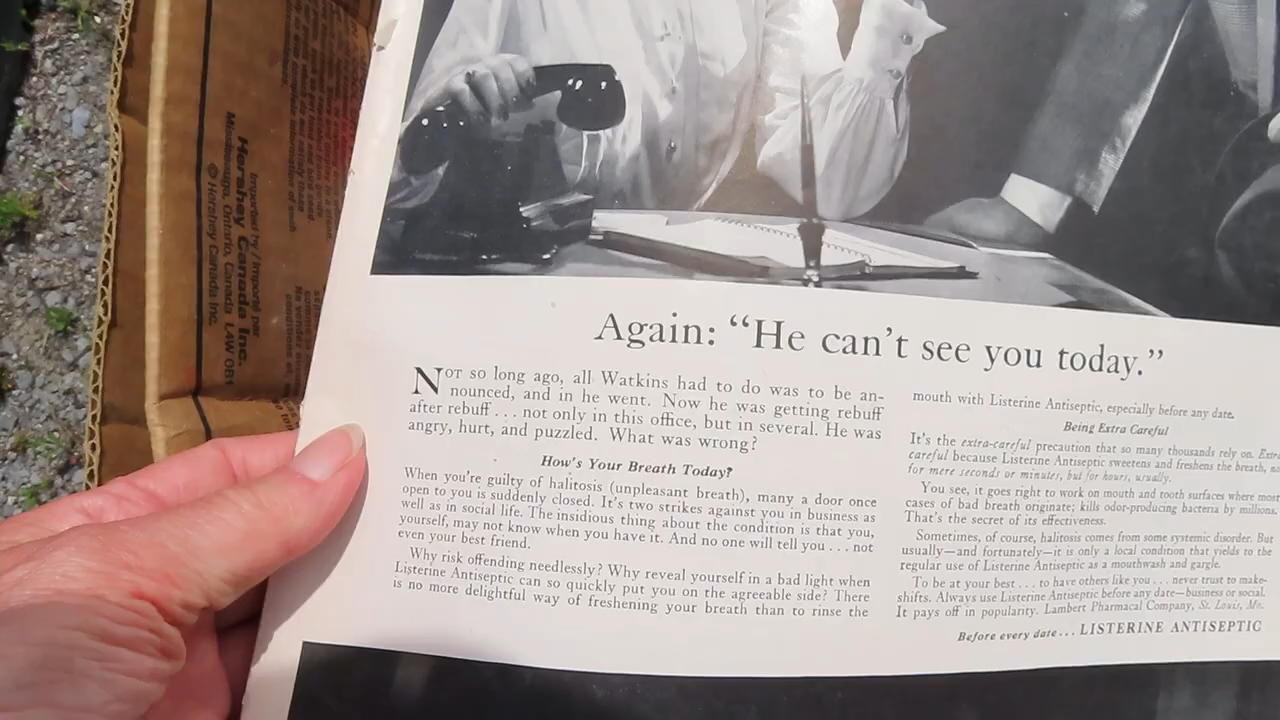 Imported by / Importé par
Hershey Canada Inc.
Mississauga, Ontario, Canada L4W
© Hershey Canada Inc.
Again: “He can’t see you today.”
NOT so long ago, all Watkins had to do was to be an-
nounced, and in he went. Now he was getting rebuff
after rebuff . . . not only in this office, but in several. He was
angry, hurt, and puzzled. What was wrong?
How's Your Breath Today?
When you're guilty of halitosis (unpleasant breath), many a door once
open to you is suddenly closed. It's two strikes against you in business as
well as in social life. The insidious thing about the condition is that you,
yourself, may not know when you have it. And no one will tell you . . . not
even your best friend.
Why risk offending needlessly? Why reveal yourself in a bad light when
Listerine Antiseptic can so quickly put you on the agreeable side? There
is no more delightful way of freshening your breath than to rinse the
mouth with Listerine Antiseptic, especially before any date.
Being Extra Careful
It's the extra-careful precaution that so many thousands rely on. Extra
careful because Listerine Antiseptic sweetens and freshens the breath,
for mere seconds or minutes, but for hours, usually.
You see, it goes right to work on mouth and tooth surfaces where most
cases of bad breath originate; kills odor-producing bacteria by millions.
That's the secret of its effectiveness.
Sometimes, of course, halitosis comes from some systemic disorder. But
usually—and fortunately—it is only a local condition that yields to the
regular use of Listerine Antiseptic as a mouthwash and gargle.
To be at your best . . . to have others like you . . . never trust to make-
shifts. Always use Listerine Antiseptic before any date—business or social.
It pays off in popularity. Lambert Pharmacal Company, St. Louis, Mo.
Before every date . . . LISTERINE ANTISEPTIC